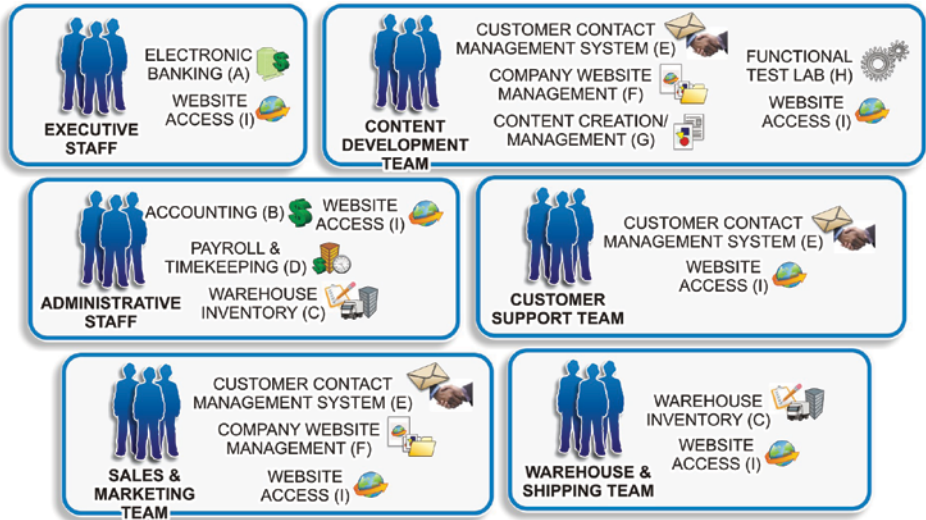 ELECTRONIC
BANKING (A)
WEBSITE
ACCESS (I)
EXECUTIVE
STAFF
CUSTOMER CONTACT
MANAGEMENT SYSTEM (E)
COMPANY WEBSITE
MANAGEMENT (F)
CONTENT CREATION/
MANAGEMENT (G)
FUNCTIONAL
TEST LAB (H)
WEBSITE
ACCESS (I)
CONTENT
DEVELOPMENT
TEAM
ACCOUNTING (B)
WEBSITE
ACCESS (I)
PAYROLL &
TIMEKEEPING (D)
WAREHOUSE
INVENTORY (C)
ADMINISTRATIVE
STAFF
CUSTOMER CONTACT
MANAGEMENT SYSTEM (E)
WEBSITE
ACCESS (I)
CUSTOMER
SUPPORT TEAM
CUSTOMER CONTACT
MANAGEMENT SYSTEM (E)
COMPANY WEBSITE
MANAGEMENT (F)
WEBSITE
ACCESS (I)
SALES &
MARKETING
TEAM
WAREHOUSE
INVENTORY (C)
WEBSITE
ACCESS (I)
WAREHOUSE &
SHIPPING TEAM